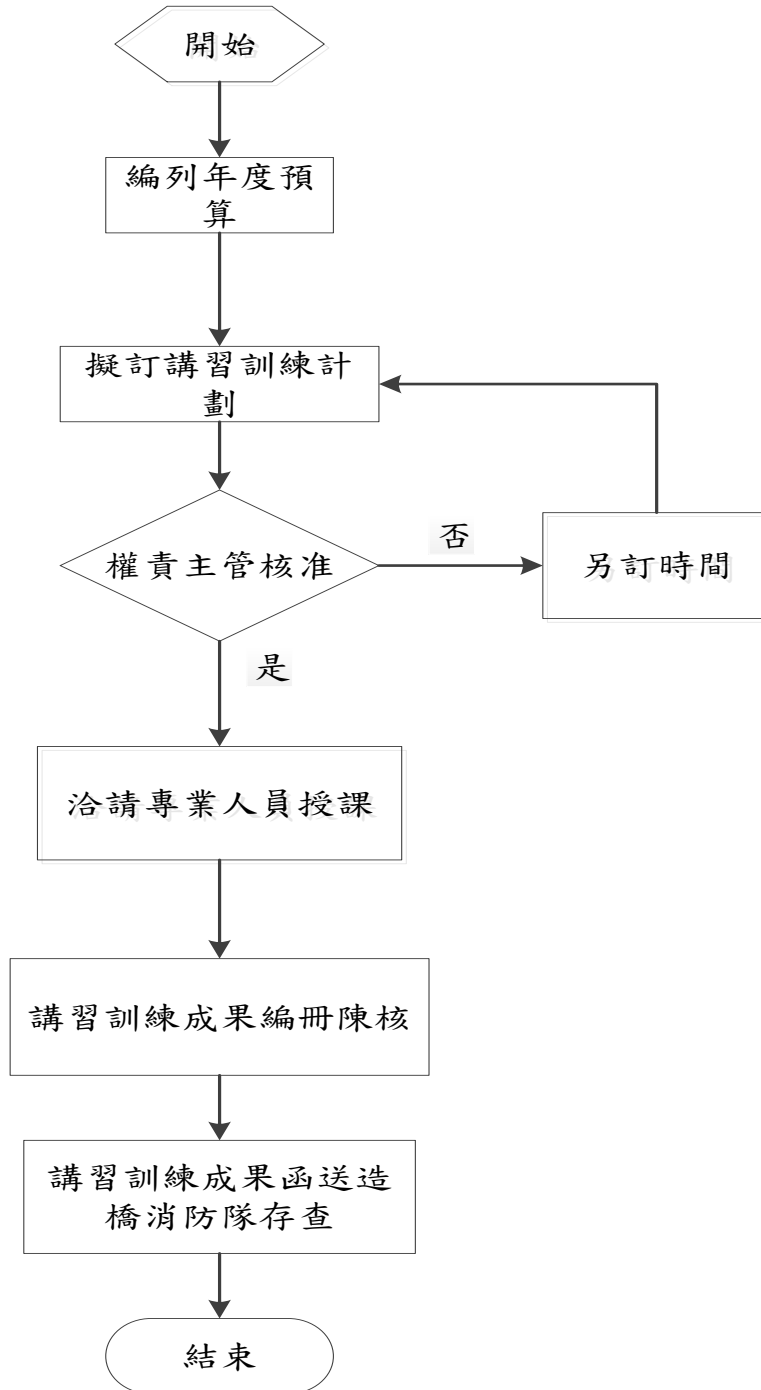 開始
編列年度預
算
擬訂講習訓練計
劃
權責主管核准
否
另訂時間
是
洽請專業人員授課
講習訓練成果編冊陳核
講習訓練成果函送造
橋消防隊存查
結束